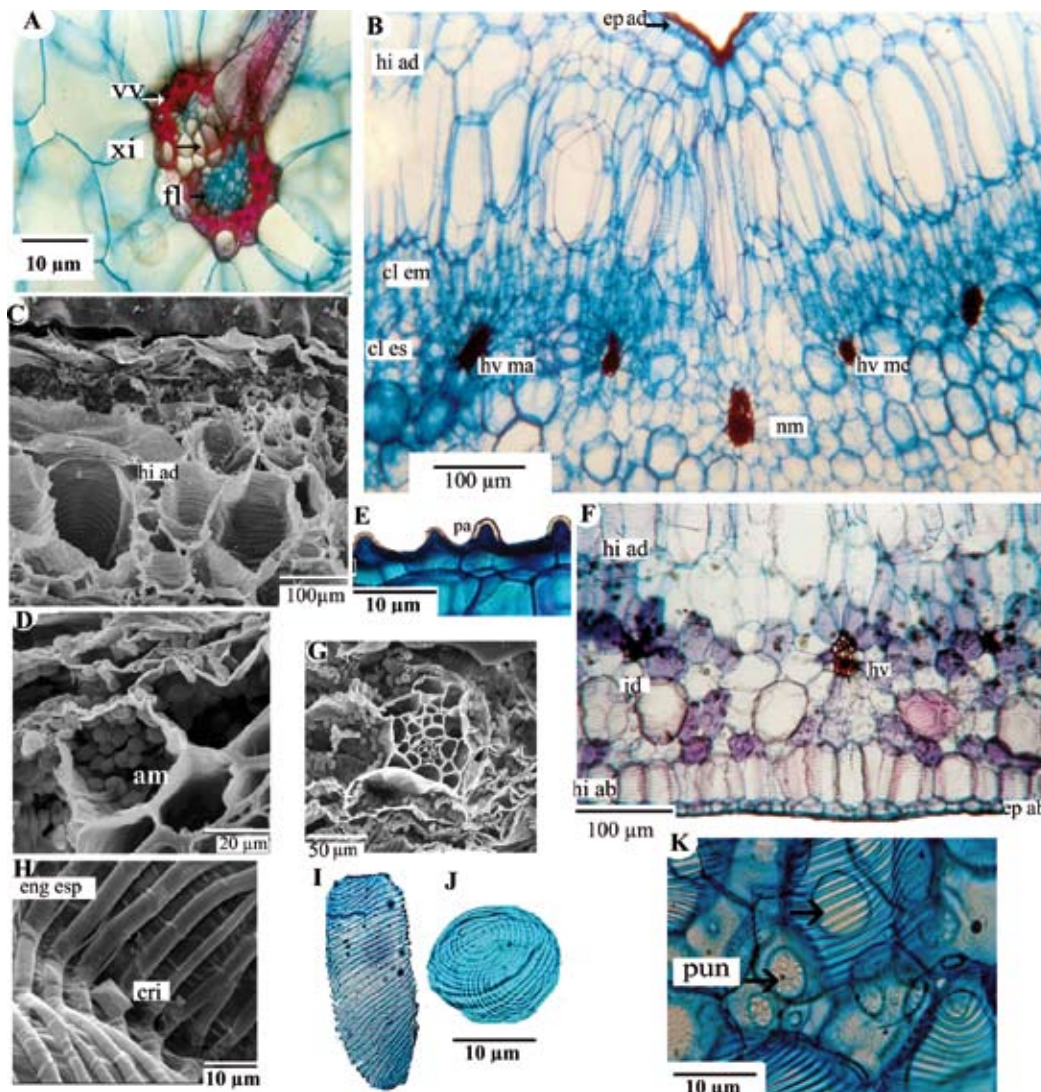 A
vv
xi
fl
10 µm
B
ep ad
hi ad
cl em
cl es
hv ma
hv mc
nm
100 µm
C
hi ad
100µm
D
am
20 µm
E
pa
10 µm
F
hi ad
hv
id
hi ab
ep ab
100 µm
G
50 µm
H
eng esp
cri
10 µm
I
J
10 µm
K
pun
10 µm